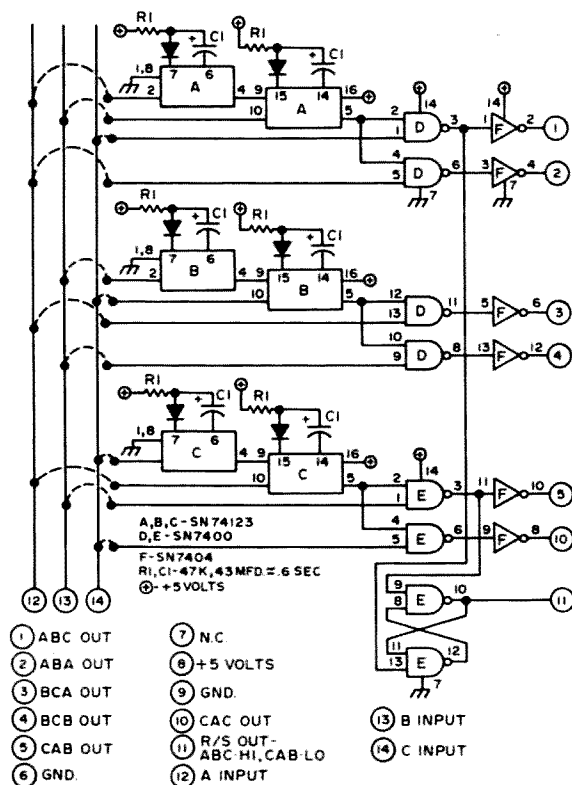 R1
C1
R1
C1
1,8
7
6
A
2
4
9
15
14
A
16
10
5
14
2
3
1
D
14
1
2
F
1
4
6
5
D
7
3
4
F
7
2
R1
C1
R1
C1
1,8
7
6
B
2
4
9
15
14
B
16
10
5
12
11
13
D
5
6
F
3
10
8
9
D
13
12
F
4
R1
C1
R1
C1
1,8
7
6
C
4
9
15
14
C
16
10
5
14
2
3
1
E
11
10
F
5
4
6
5
E
9
8
F
10
A,B,C-SN74123
D,E-SN7400
F-SN7404
R1,C1-47K,43 MFD.≈.6 SEC
⊕-+5 VOLTS
9
8
E
10
11
11
13
E
12
7
12
13
14
1 ABC OUT
2 ABA OUT
3 BCA OUT
4 BCB OUT
5 CAB OUT
6 GND.
7 N.C.
8 +5 VOLTS
9 GND.
10 CAC OUT
11 R/S OUT-
ABC-HI,CAB-LO
12 A INPUT
13 B INPUT
14 C INPUT